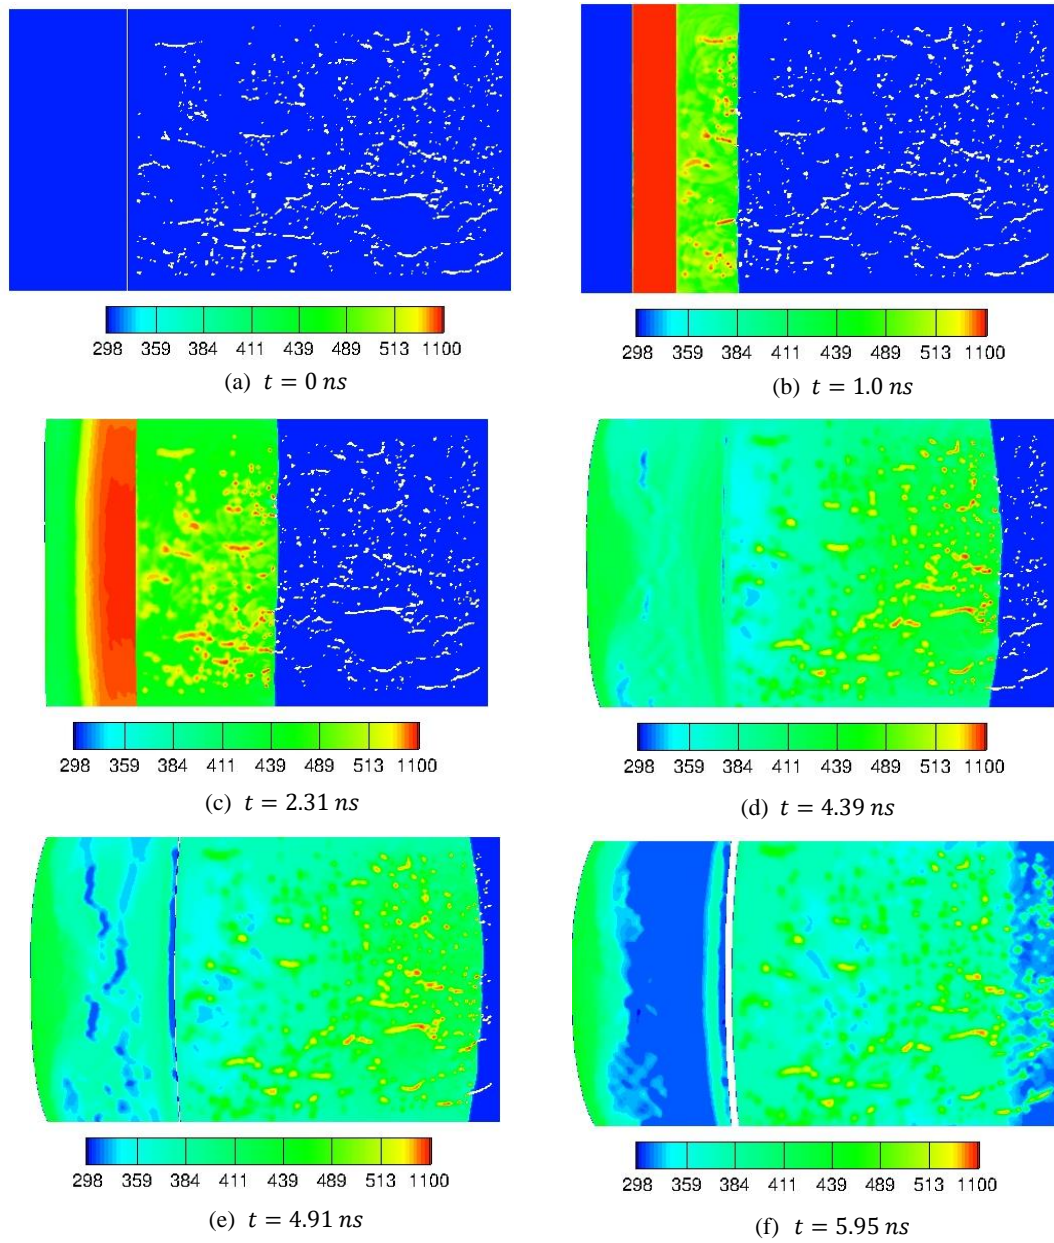 298 359 384 411 439 489 513 1100
298 359 384 411 439 489 513 1100
(a) t = 0 ns
(b) t = 1.0 ns
298 359 384 411 439 489 513 1100
298 359 384 411 439 489 513 1100
(c) t = 2.31 ns
(d) t = 4.39 ns
298 359 384 411 439 489 513 1100
298 359 384 411 439 489 513 1100
(e) t = 4.91 ns
(f) t = 5.95 ns